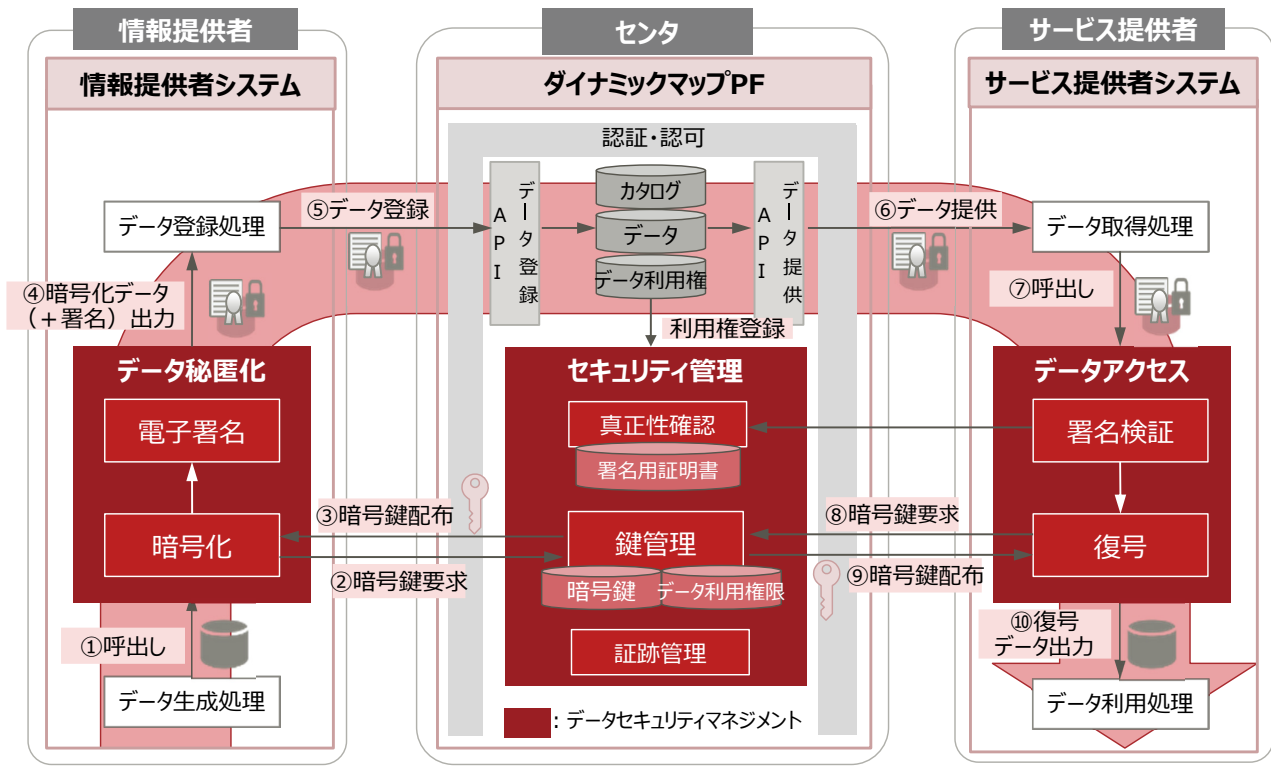 情報提供者
情報提供者システム
データ登録処理
④暗号化データ
（＋署名）出力
データ秘匿化
電子署名
暗号化
①呼出し
データ生成処理
⑤データ登録
③暗号鍵配布
②暗号鍵要求
センタ
ダイナミックマップPF
認証・認可
データ登録
API
カタログ
データ
データ利用権
データ提供
API
利用権登録
セキュリティ管理
真正性確認
署名用証明書
鍵管理
暗号鍵
データ利用権限
証跡管理
：データセキュリティマネジメント
⑥データ提供
⑧暗号鍵要求
⑨暗号鍵配布
サービス提供者
サービス提供者システム
データ取得処理
⑦呼出し
データアクセス
署名検証
復号
⑩復号
データ出力
データ利用処理